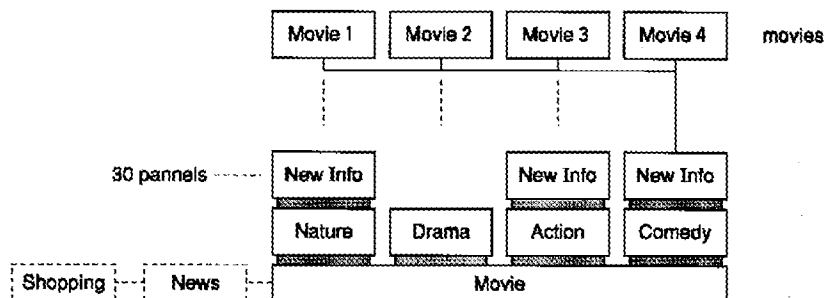 Movie 1 Movie 2 Movie 3 Movie 4 movies
30 pannels New Info New Info New Info
Nature Drama Action Comedy
Shopping News Movie